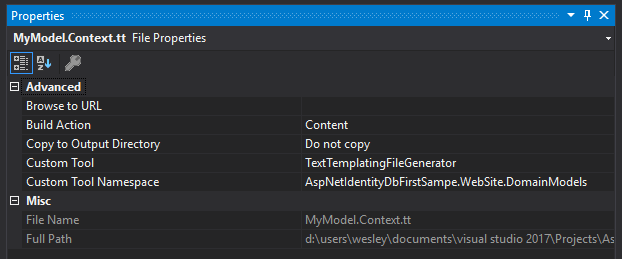 Properties
MyModel.Context.tt File Properties
Advanced
Browse to URL
Build Action Content
Copy to Output Directory Do not copy
Custom Tool TextTemplatingFileGenerator
Custom Tool Namespace AspNetIdentityDbFirstSampe.WebSite.DomainModels
Misc
File Name MyModel.Context.tt
Full Path d:\users\wesley\documents\visual studio 2017\Projects\As